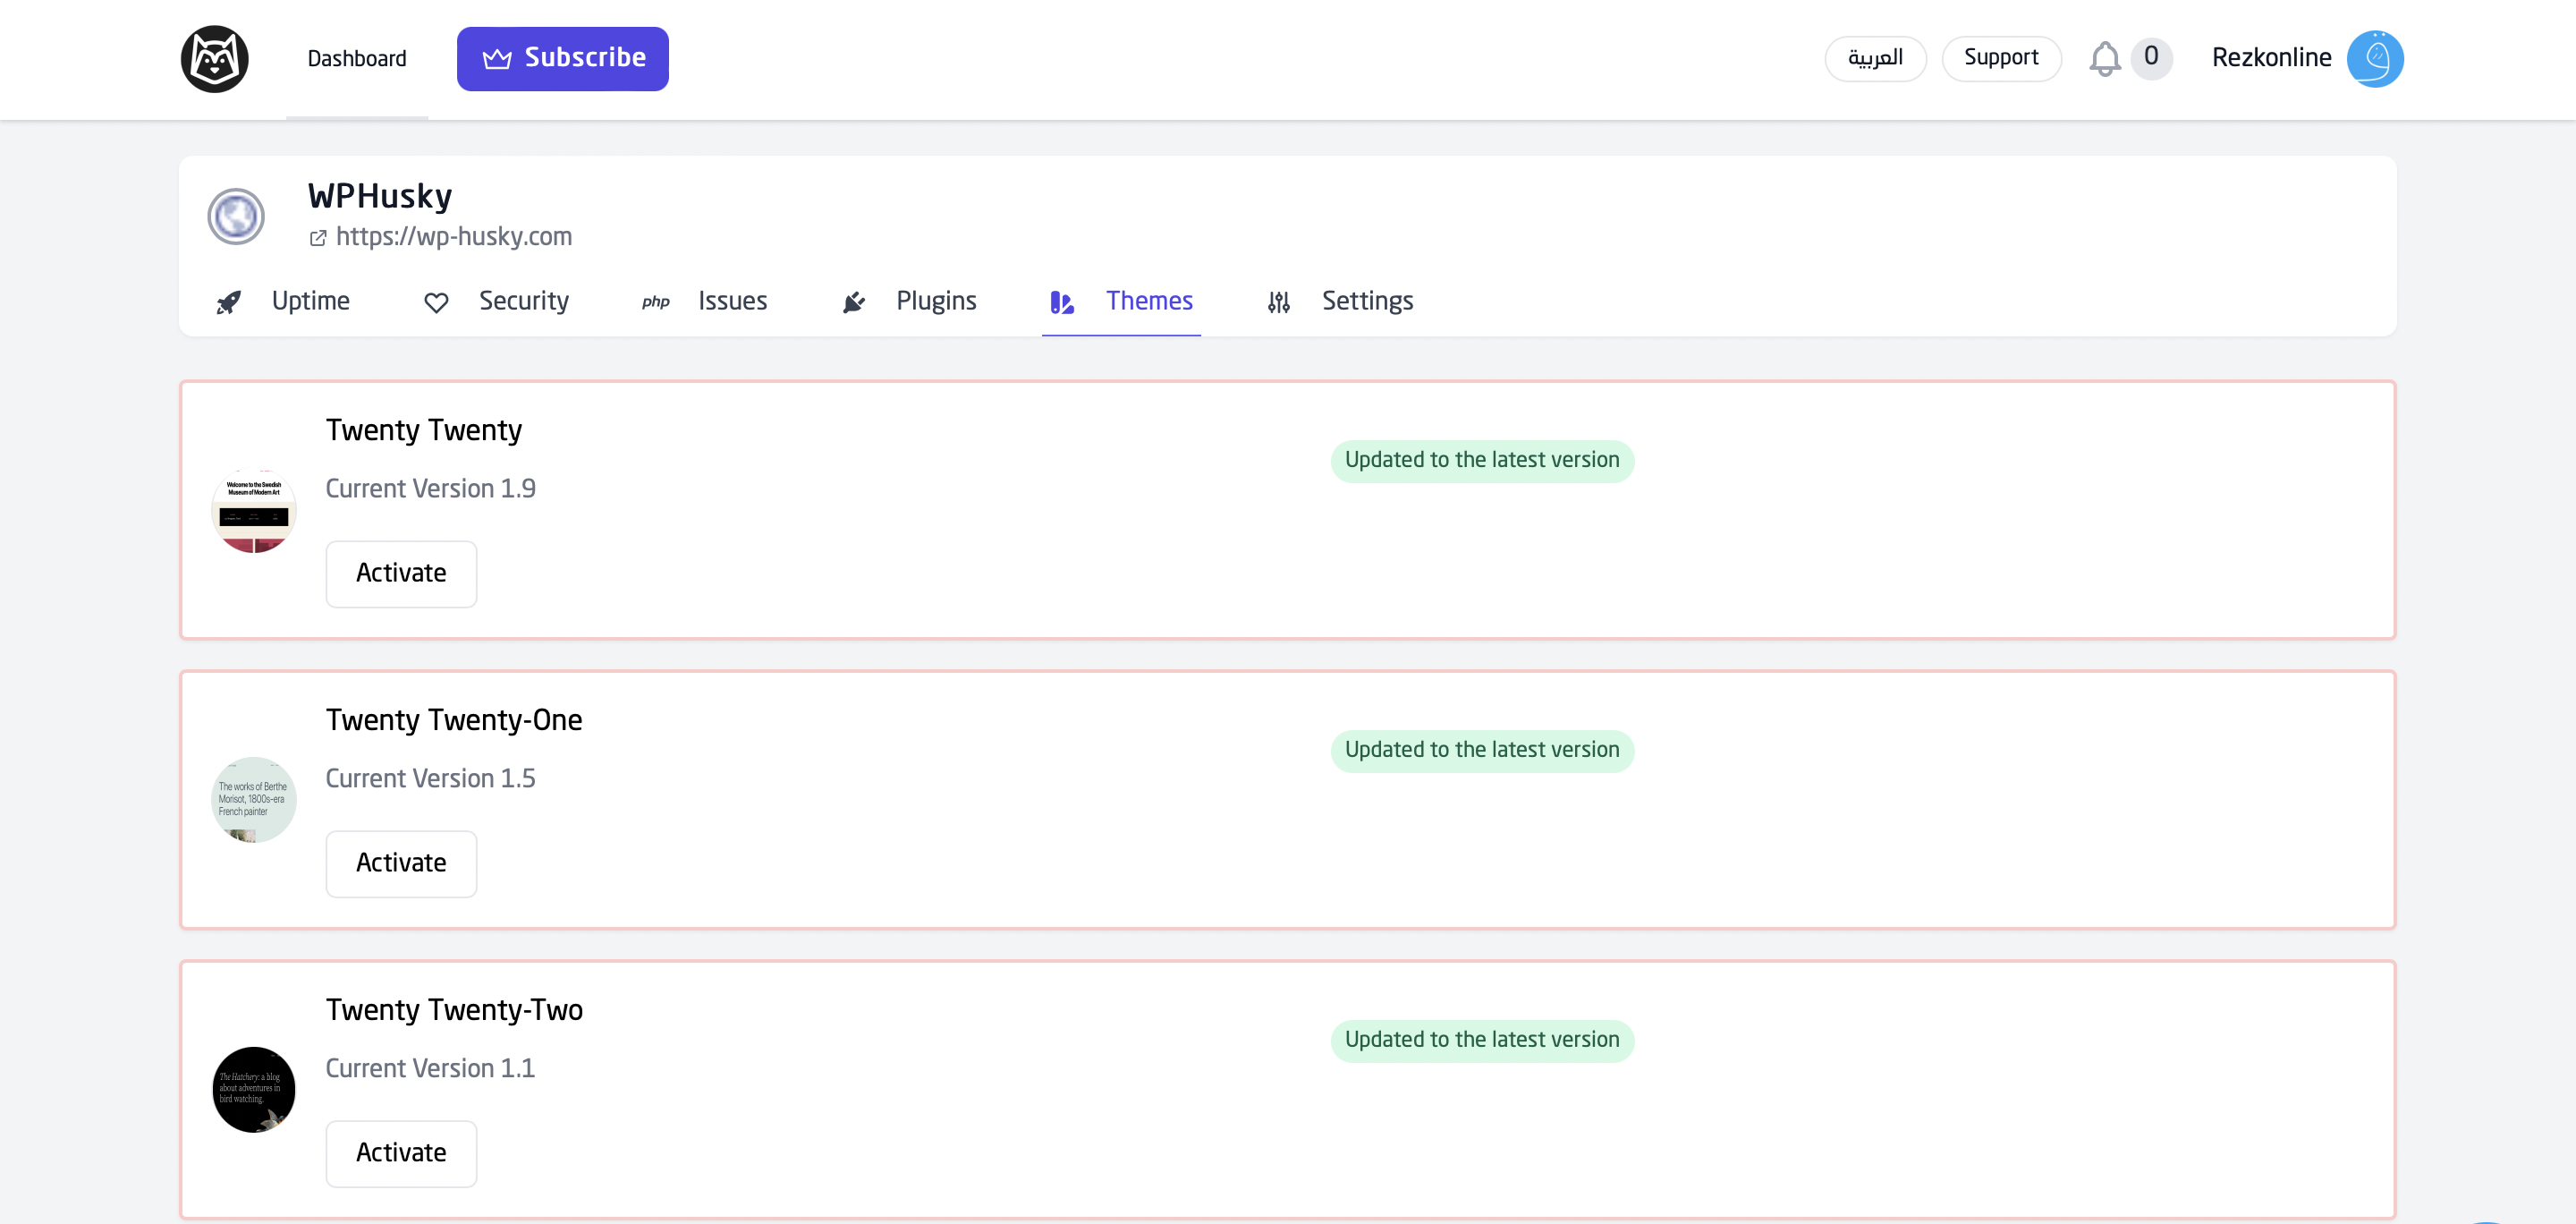 Dashboard
Subscribe
العربية
Support
0
Rezkonline
WPHusky
https://wp-husky.com
Uptime
Security
php
Issues
Plugins
Themes
Settings
Twenty Twenty
Updated to the latest version
Welcome to the Swedish
Museum of Modern Art
Current Version 1.9
Activate
Twenty Twenty-One
Updated to the latest version
Current Version 1.5
The works of Berthe
Morisot, 1800s-era
French painter
Activate
Twenty Twenty-Two
Updated to the latest version
Current Version 1.1
The Hatchery: a blog
about adventures in
bird watching.
Activate